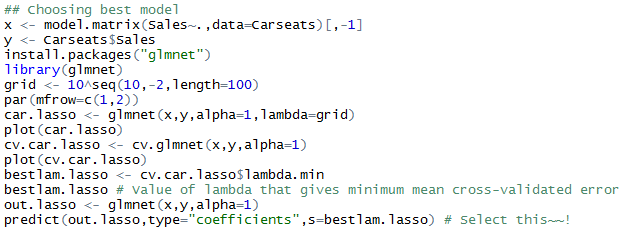 ## Choosing best model
x <- model.matrix(Sales~.,data=Carseats)[,-1]
y <- Carseats$Sales
install.packages("glmnet")
library(glmnet)
grid <- 10^seq(10,-2,length=100)
par(mfrow=c(1,2))
car.lasso <- glmnet(x,y,alpha=1,lambda=grid)
plot(car.lasso)
cv.car.lasso <- cv.glmnet(x,y,alpha=1)
plot(cv.car.lasso)
bestlam.lasso <- cv.car.lasso$lambda.min
bestlam.lasso # Value of lambda that gives minimum mean cross-validated error
out.lasso <- glmnet(x,y,alpha=1)
predict(out.lasso,type="coefficients",s=bestlam.lasso) # Select this~~!